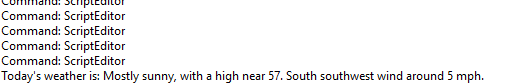 Command: ScriptEditor
Command: ScriptEditor
Command: ScriptEditor
Command: ScriptEditor
Command: ScriptEditor
Today's weather is: Mostly sunny, with a high near 57. South southwest wind around 5 mph.